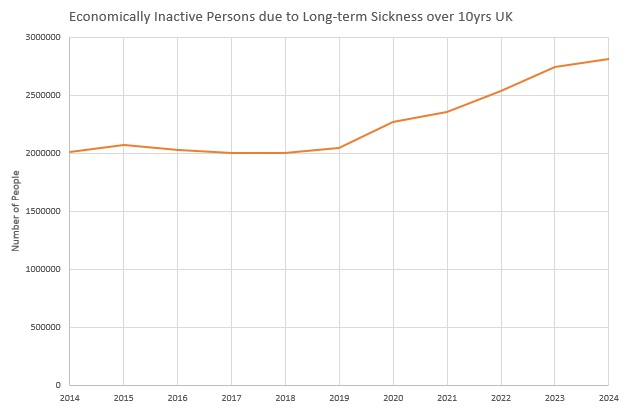 Economically Inactive Persons due to Long-term Sickness over 10yrs UK
3000000
2500000
2000000
1500000
1000000
500000
0
Number of People
2014 2015 2016 2017 2018 2019 2020 2021 2022 2023 2024